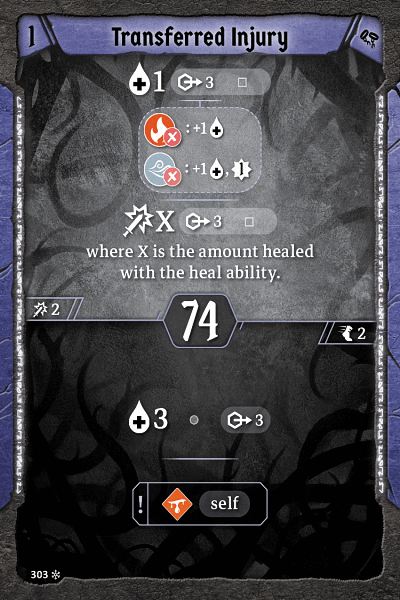 1 Transferred Injury
1 3
: +1
: +1 ,
X 3
where X is the amount healed
with the heal ability.
2
74
2
3 3
! self
303